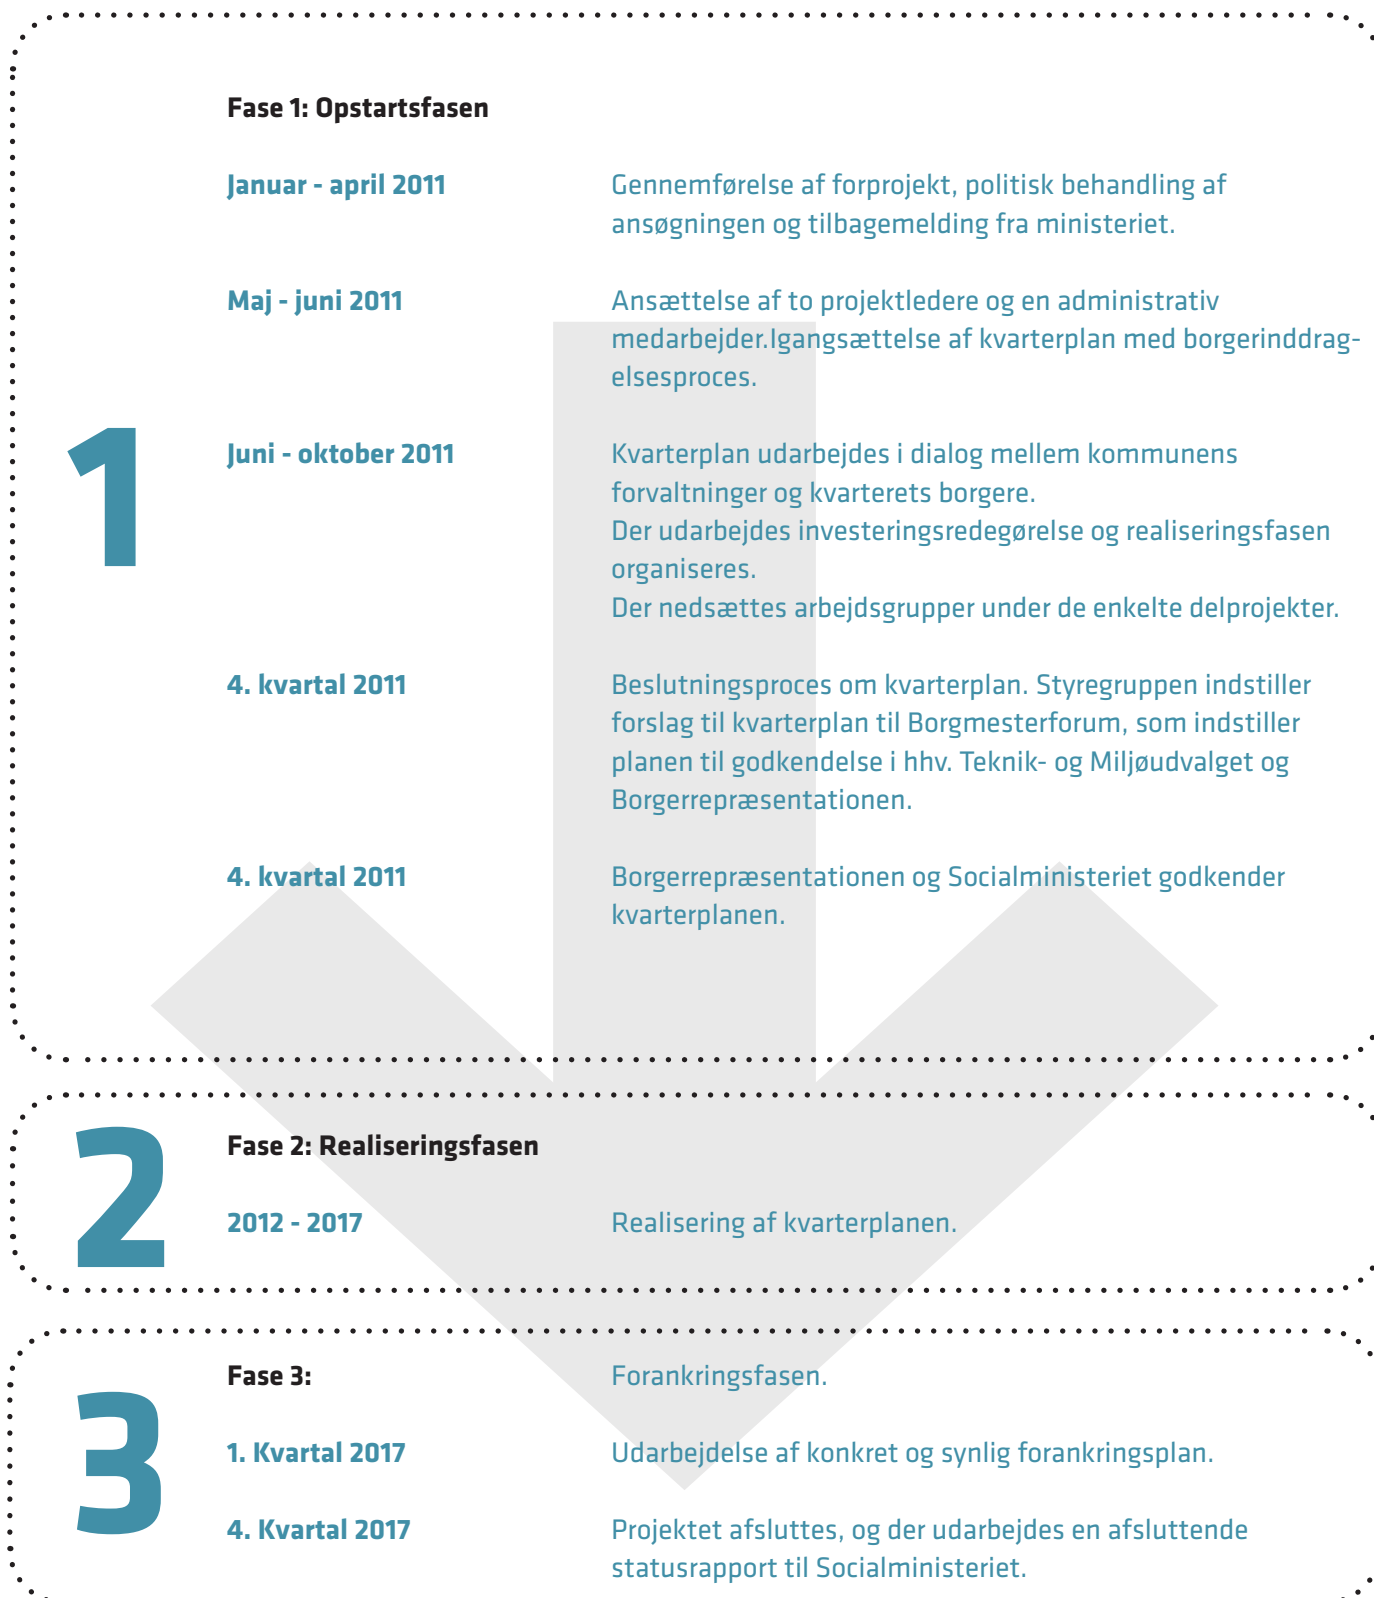 Fase 1: Opstartsfasen
Januar - april 2011
Gennemførelse af forprojekt, politisk behandling af
ansøgningen og tilbagemelding fra ministeriet.
Maj - juni 2011
Ansættelse af to projektledere og en administrativ
medarbejder.Igangsættelse af kvarterplan med borgerinddrag-
elsesproces.
1
Juni - oktober 2011
Kvarterplan udarbejdes i dialog mellem kommunens
forvaltninger og kvarterets borgere.
Der udarbejdes investeringsredegørelse og realiseringsfasen
organiseres.
Der nedsættes arbejdsgrupper under de enkelte delprojekter.
4. kvartal 2011
Beslutningsproces om kvarterplan. Styregruppen indstiller
forslag til kvarterplan til Borgmesterforum, som indstiller
planen til godkendelse i hhv. Teknik- og Miljøudvalget og
Borgerrepræsentationen.
4. kvartal 2011
Borgerrepræsentationen og Socialministeriet godkender
kvarterplanen.
2
Fase 2: Realiseringsfasen
2012 - 2017
Realisering af kvarterplanen.
3
Fase 3:
Forankringsfasen.
1. Kvartal 2017
Udarbejdelse af konkret og synlig forankringsplan.
4. Kvartal 2017
Projektet afsluttes, og der udarbejdes en afsluttende
statusrapport til Socialministeriet.